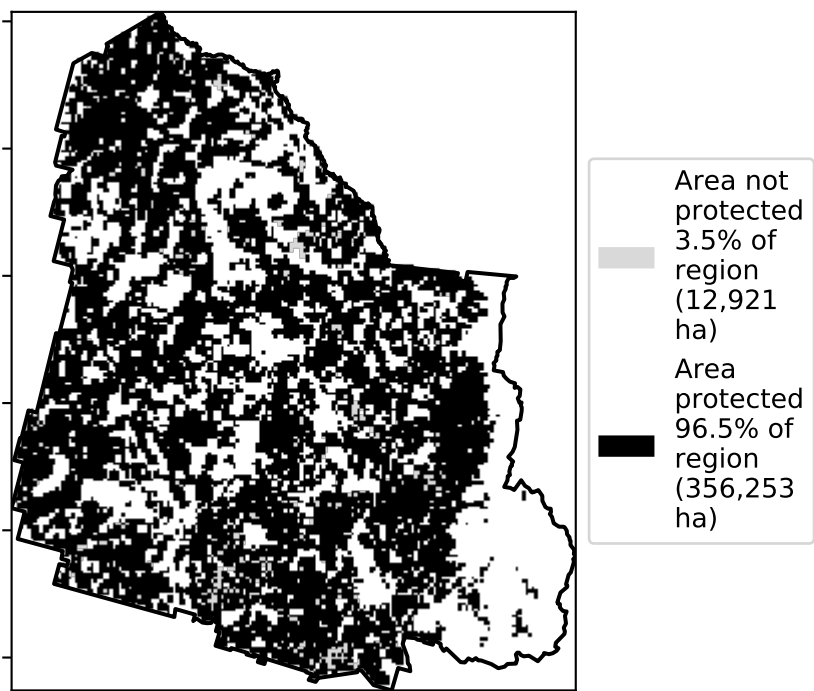 Area not
protected
3.5% of
region
(12,921
ha)
Area
protected
96.5% of
region
(356,253
ha)